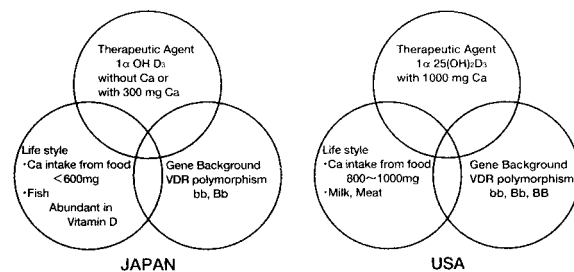 Therapeutic Agent
1α OH D₃
without Ca or
with 300 mg Ca
Life style
・Ca intake from food
<600mg
・Fish
Abundant in
Vitamin D
Gene Background
VDR polymorphism
bb, Bb
JAPAN
Therapeutic Agent
1α 25(OH)₂D₃
with 1000 mg Ca
Life style
・Ca intake from food
800～1000mg
・Milk, Meat
Gene Background
VDR polymorphism
bb, Bb, BB
USA